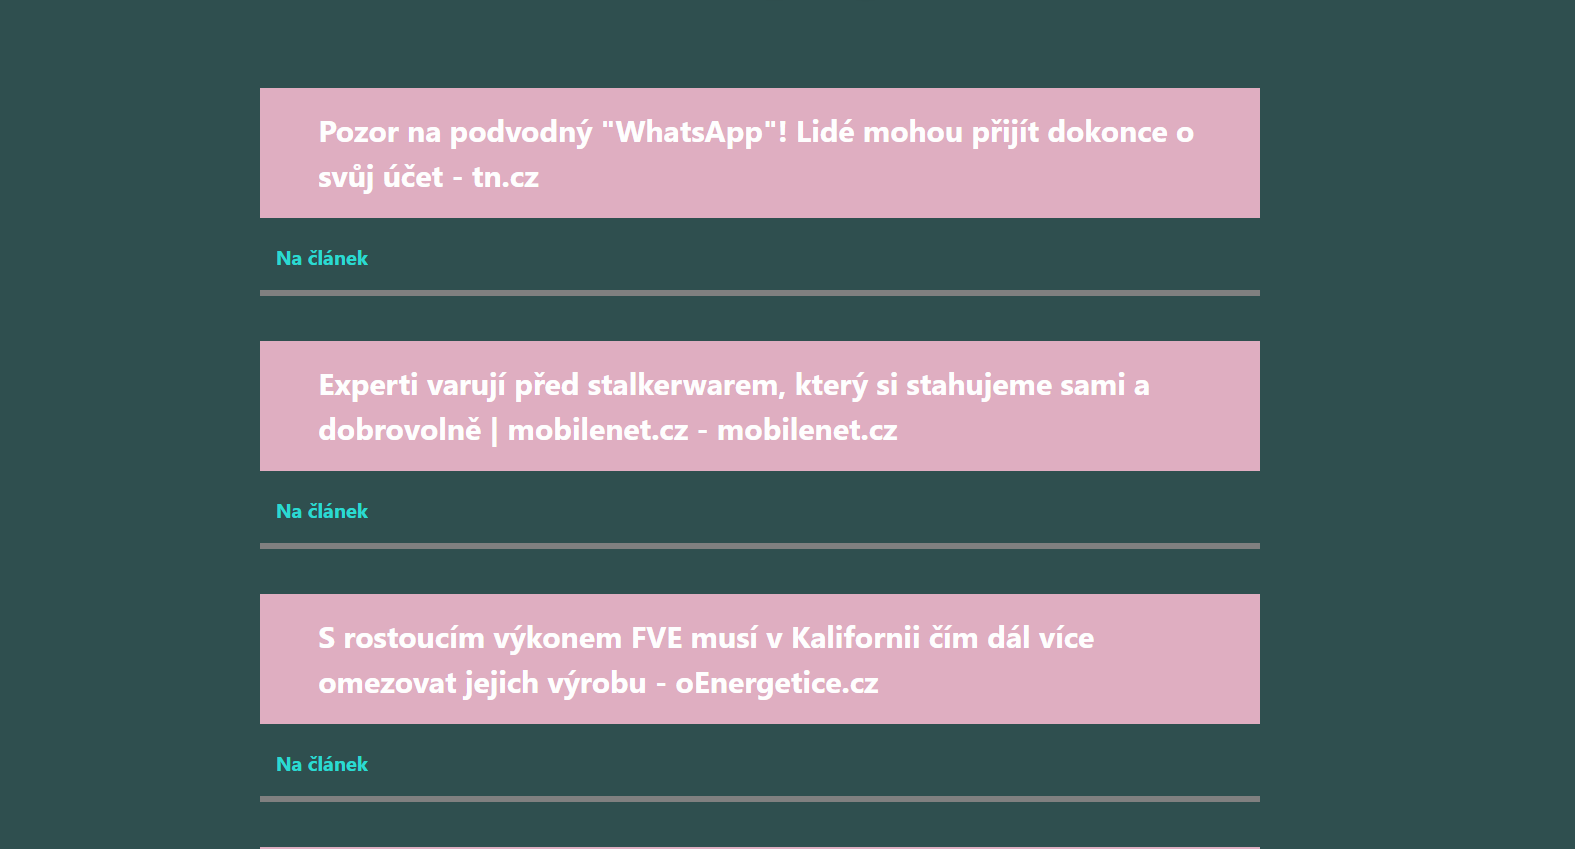 Pozor na podvodný "WhatsApp"! Lidé mohou přijít dokonce o
svůj účet - tn.cz
Na článek
Experti varují před stalkerwarem, který si stahujeme sami a
dobrovolně | mobilenet.cz - mobilenet.cz
Na článek
S rostoucím výkonem FVE musí v Kalifornii čím dál více
omezovat jejich výrobu - oEnergetice.cz
Na článek